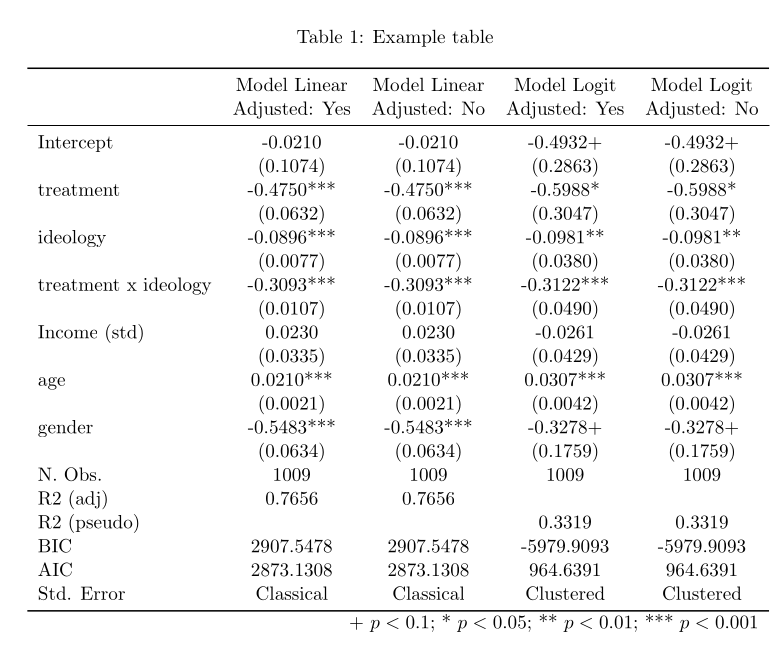 Table 1: Example table
Model Linear Model Linear Model Logit Model Logit
Adjusted: Yes Adjusted: No Adjusted: Yes Adjusted: No
Intercept -0.0210 -0.0210 -0.4932+ -0.4932+
(0.1074) (0.1074) (0.2863) (0.2863)
treatment -0.4750*** -0.4750*** -0.5988* -0.5988*
(0.0632) (0.0632) (0.3047) (0.3047)
ideology -0.0896*** -0.0896*** -0.0981** -0.0981**
(0.0077) (0.0077) (0.0380) (0.0380)
treatment x ideology -0.3093*** -0.3093*** -0.3122*** -0.3122***
(0.0107) (0.0107) (0.0490) (0.0490)
Income (std) 0.0230 0.0230 -0.0261 -0.0261
(0.0335) (0.0335) (0.0429) (0.0429)
age 0.0210*** 0.0210*** 0.0307*** 0.0307***
(0.0021) (0.0021) (0.0042) (0.0042)
gender -0.5483*** -0.5483*** -0.3278+ -0.3278+
(0.0634) (0.0634) (0.1759) (0.1759)
N. Obs. 1009 1009 1009 1009
R2 (adj) 0.7656 0.7656
R2 (pseudo) 0.3319 0.3319
BIC 2907.5478 2907.5478 -5979.9093 -5979.9093
AIC 2873.1308 2873.1308 964.6391 964.6391
Std. Error Classical Classical Clustered Clustered
+ p < 0.1; * p < 0.05; ** p < 0.01; *** p < 0.001